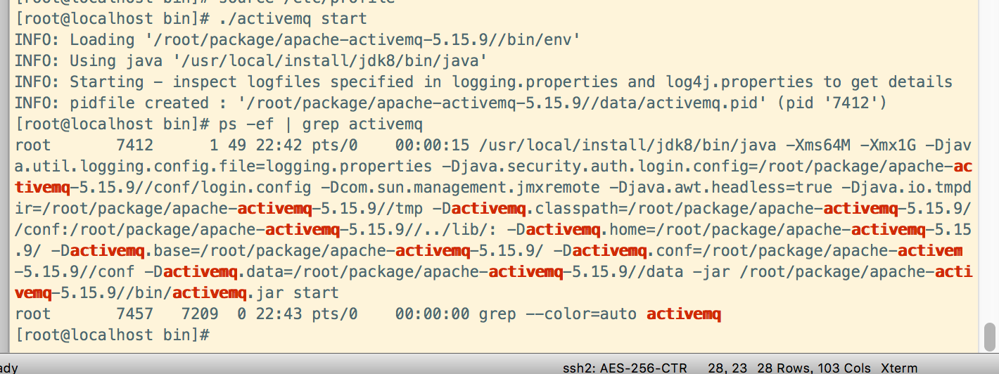 [root@localhost bin]# source /etc/profile
[root@localhost bin]# ./activemq start
INFO: Loading '/root/package/apache-activemq-5.15.9//bin/env'
INFO: Using java '/usr/local/install/jdk8/bin/java'
INFO: Starting - inspect logfiles specified in logging.properties and log4j.properties to get details
INFO: pidfile created : '/root/package/apache-activemq-5.15.9//data/activemq.pid' (pid '7412')
[root@localhost bin]# ps -ef | grep activemq
root       7412      1 49 22:42 pts/0    00:00:15 /usr/local/install/jdk8/bin/java -Xms64M -Xmx1G -Djav
a.util.logging.config.file=logging.properties -Djava.security.auth.login.config=/root/package/apache-ac
tivemq-5.15.9//conf/login.config -Dcom.sun.management.jmxremote -Djava.awt.headless=true -Djava.io.tmpd
ir=/root/package/apache-activemq-5.15.9//tmp -Dactivemq.classpath=/root/package/apache-activemq-5.15.9/
/conf:/root/package/apache-activemq-5.15.9//../lib/: -Dactivemq.home=/root/package/apache-activemq-5.15
.9/ -Dactivemq.base=/root/package/apache-activemq-5.15.9/ -Dactivemq.conf=/root/package/apache-activem
-5.15.9//conf -Dactivemq.data=/root/package/apache-activemq-5.15.9//data -jar /root/package/apache-acti
vemq-5.15.9//bin/activemq.jar start
root       7457   7209  0 22:43 pts/0    00:00:00 grep --color=auto activemq
[root@localhost bin]#
ady ssh2: AES-256-CTR 28, 23 28 Rows, 103 Cols Xterm